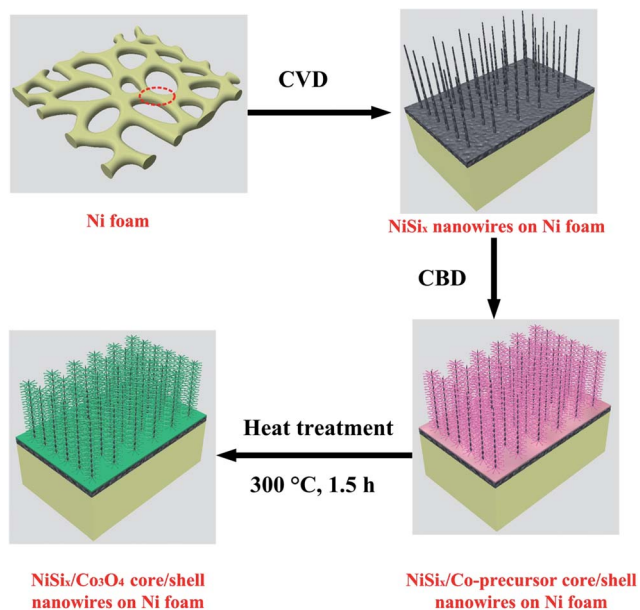 CVD
Ni foam
NiSiₓ nanowires on Ni foam
CBD
Heat treatment
300 °C, 1.5 h
NiSiₓ/Co₃O₄ core/shell
nanowires on Ni foam
NiSiₓ/Co-precursor core/shell
nanowires on Ni foam